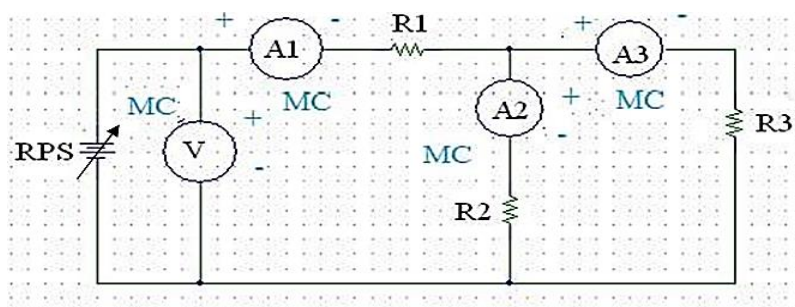 + - R1 + -
A1 A3
MC + MC A2 + MC
RPS V - MC - R3
R2